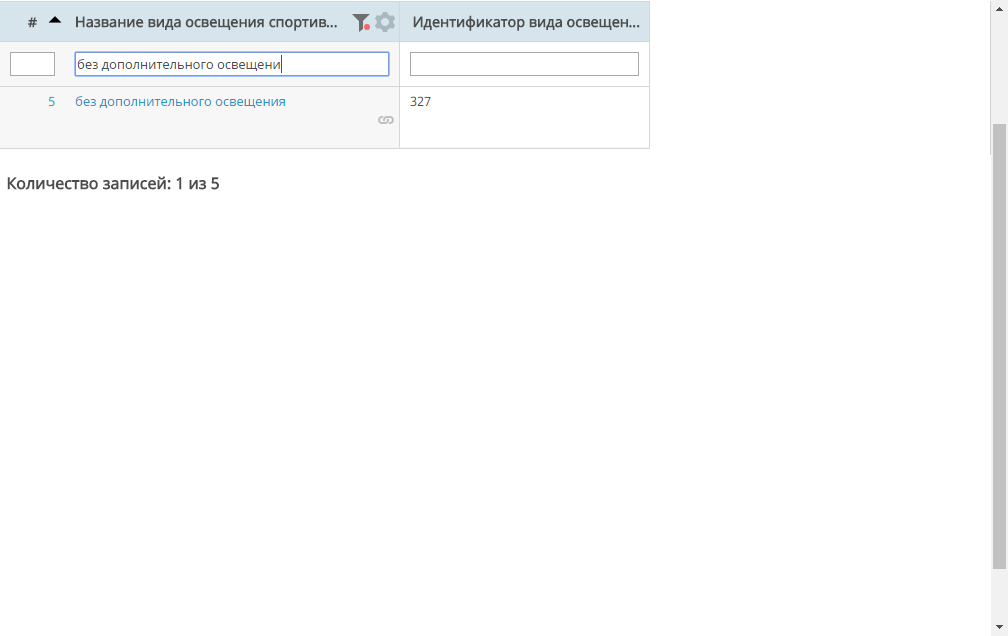 # Название вида освещения спортив... Идентификатор вида освещен...
без дополнительного освещени
5 без дополнительного освещения 327
Количество записей: 1 из 5